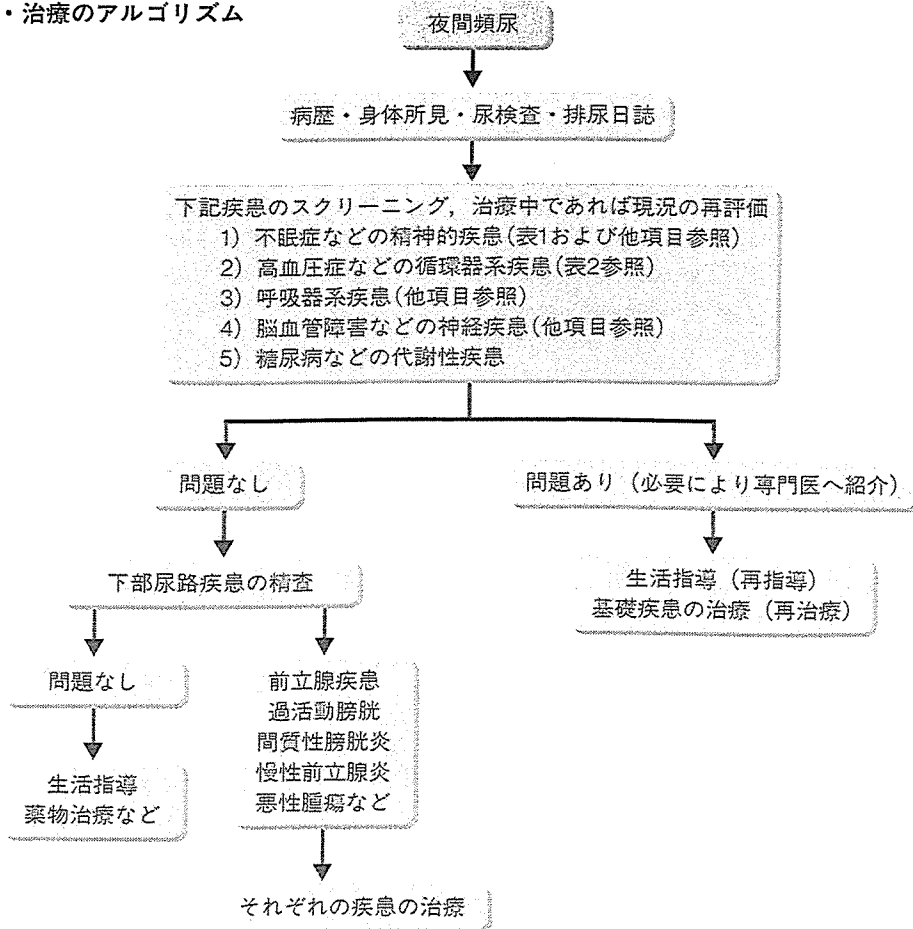 ・治療のアルゴリズム
夜間頻尿
病歴・身体所見・尿検査・排尿日誌
下記疾患のスクリーニング，治療中であれば現況の再評価
1) 不眠症などの精神的疾患(表1および他項目参照)
2) 高血圧症などの循環器系疾患(表2参照)
3) 呼吸器系疾患(他項目参照)
4) 脳血管障害などの神経疾患(他項目参照)
5) 糖尿病などの代謝性疾患
問題なし
問題あり（必要により専門医へ紹介）
下部尿路疾患の精査
生活指導（再指導）
基礎疾患の治療（再治療）
問題なし
前立腺疾患
過活動膀胱
間質性膀胱炎
慢性前立腺炎
悪性腫瘍など
生活指導
薬物治療など
それぞれの疾患の治療